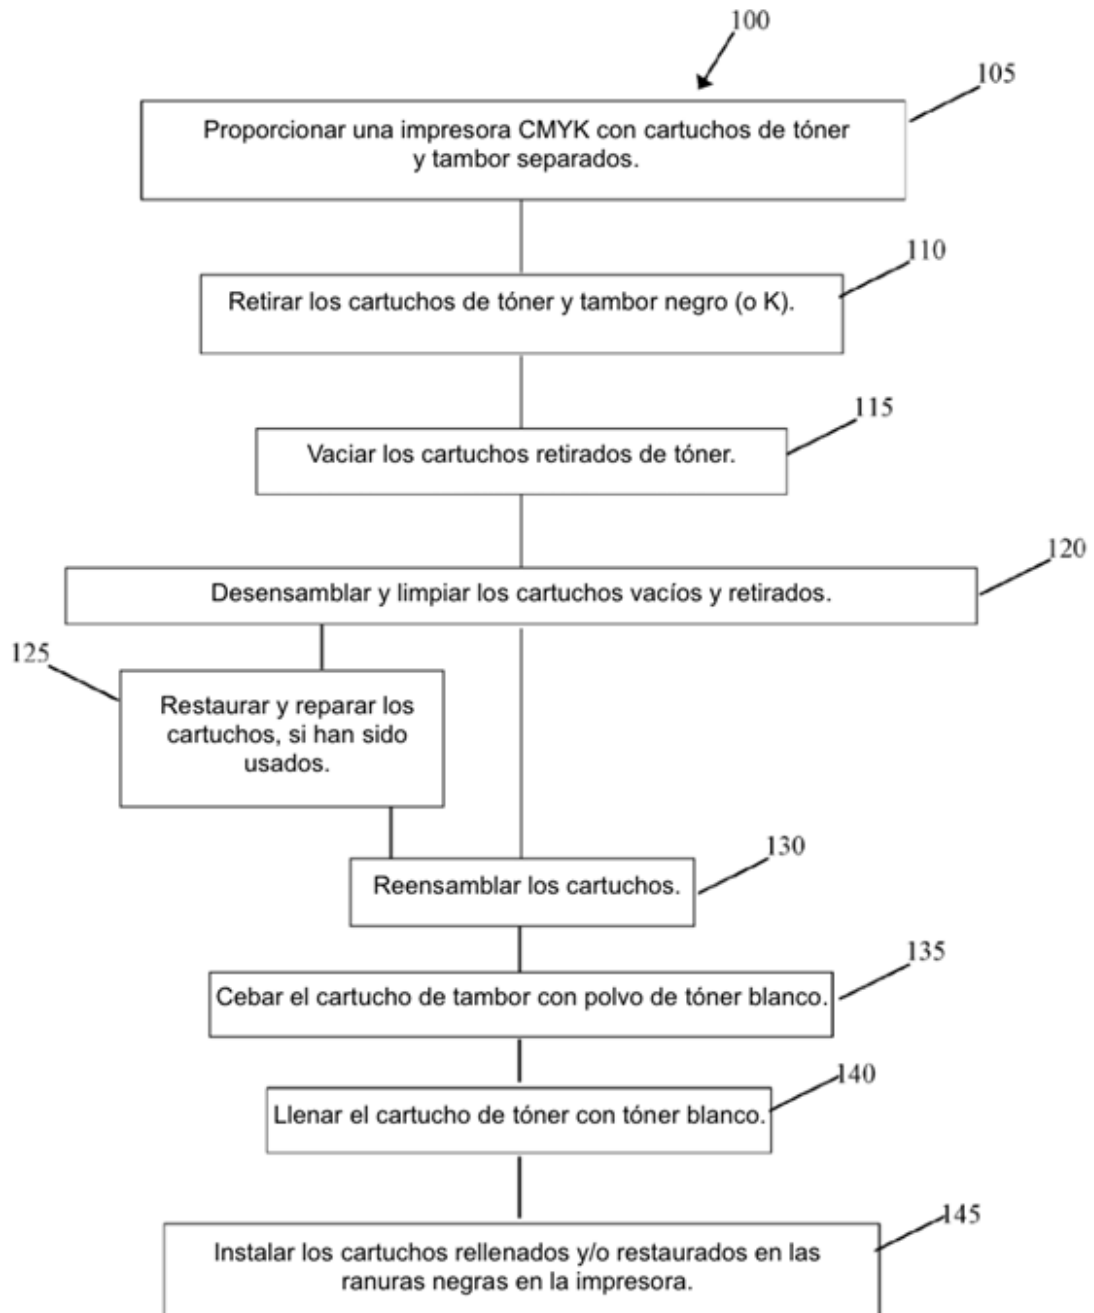 100
105
Proporcionar una impresora CMYK con cartuchos de tóner
y tambor separados.
110
Retirar los cartuchos de tóner y tambor negro (o K).
115
Vaciar los cartuchos retirados de tóner.
120
Desensamblar y limpiar los cartuchos vacíos y retirados.
125
Restaurar y reparar los
cartuchos, si han sido
usados.
130
Reensamblar los cartuchos.
135
Cebar el cartucho de tambor con polvo de tóner blanco.
140
Llenar el cartucho de tóner con tóner blanco.
145
Instalar los cartuchos rellenados y/o restaurados en las
ranuras negras en la impresora.